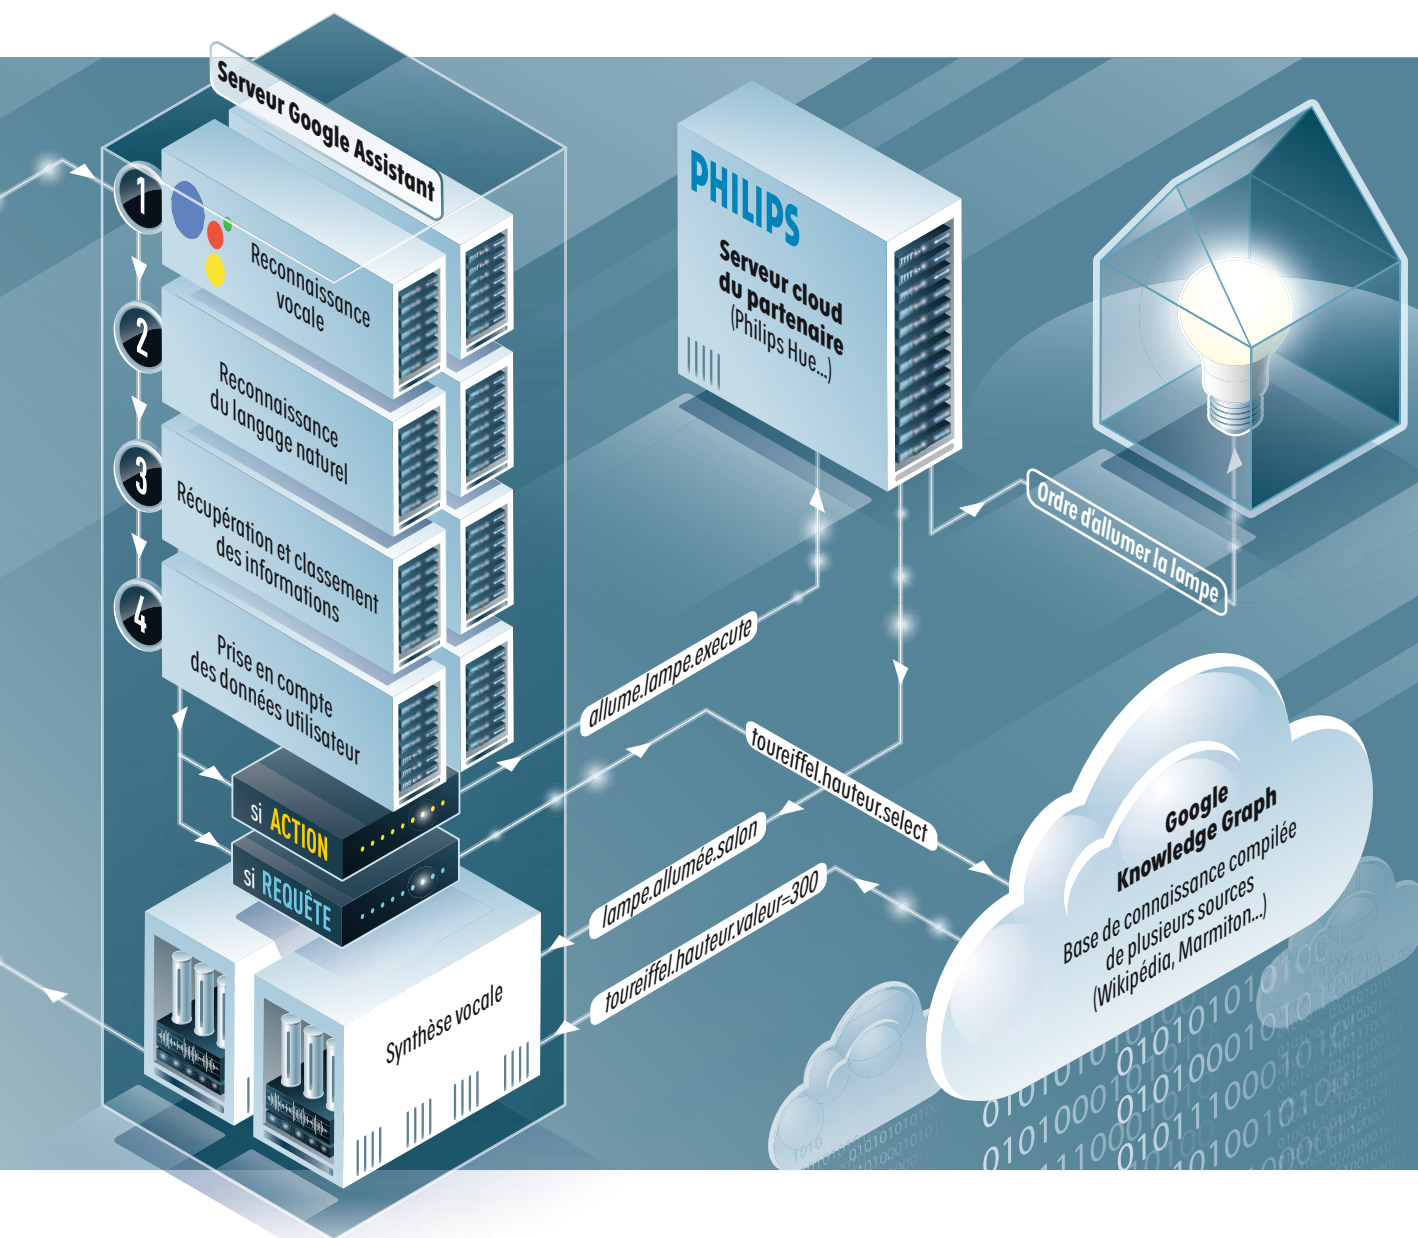 Serveur Google Assistant
1
Reconnaissance
vocale
2
Reconnaissance
du langage naturel
3
Récupération et classement
des informations
4
Prise en compte
des données utilisateur
si ACTION
si REQUÊTE
Synthèse vocale
PHILIPS
Serveur cloud
du partenaire
(Philips Hue...)
Ordre d'allumer la lampe
allume.lampe.execute
toureiffel.hauteur.select
lampe.allumée.salon
toureiffel.hauteur.valeur=300
Google
Knowledge Graph
Base de connaissance compilée
de plusieurs sources
(Wikipédia, Marmiton...)